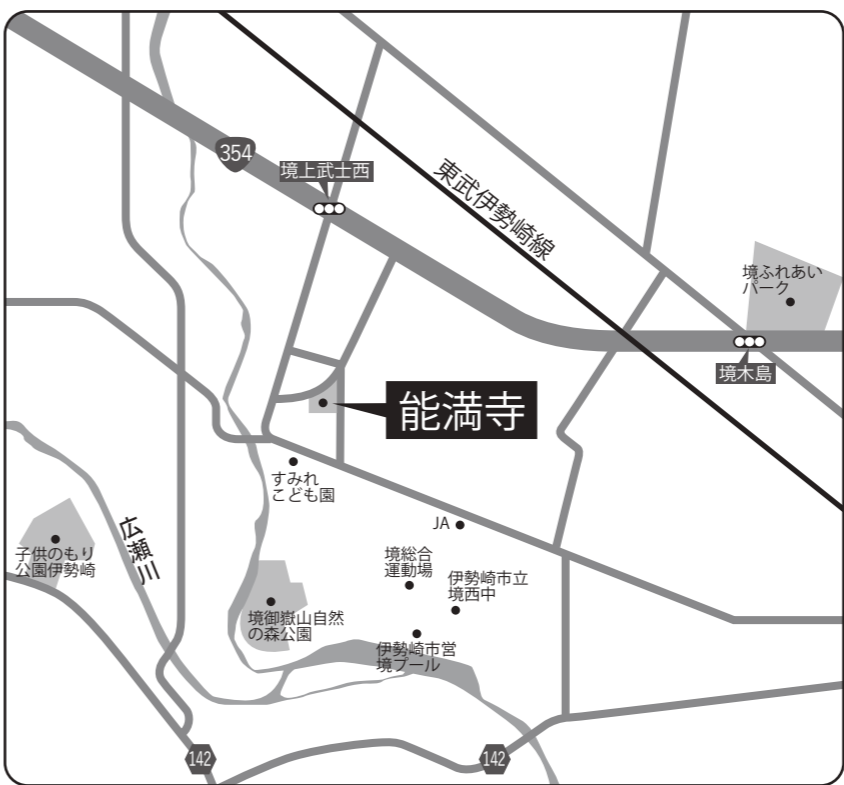 354
境上武士西
東武伊勢崎線
境ふれあい
パーク
境木島
能満寺
すみれ
こども園
JA
広瀬川
子供のもり
公園伊勢崎
境総合
運動場
伊勢崎市立
境西中
境御嶽山自然
の森公園
伊勢崎市営
境プール
142
142